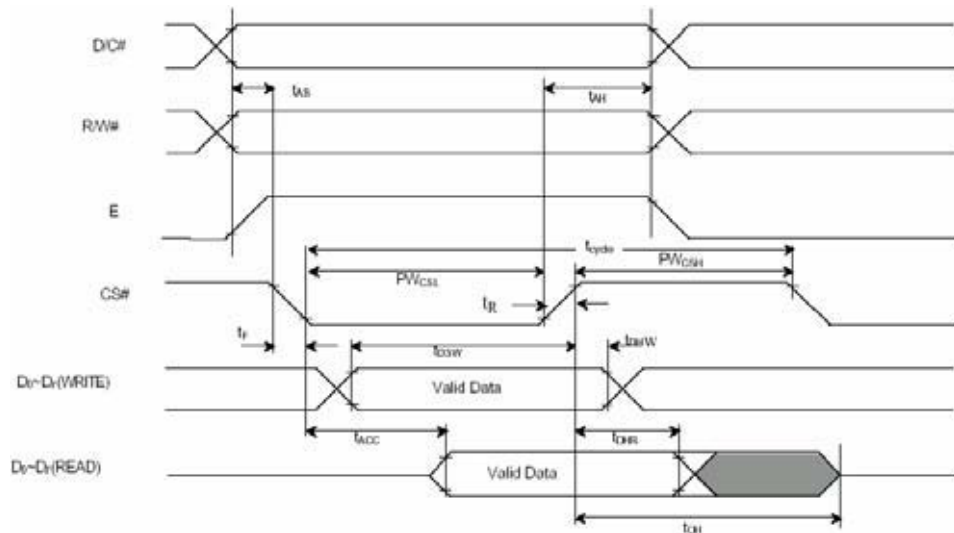 D/C#
tAS
tAH
R/W#
E
tcycle
PWCSL
PWCSH
CS#
tR
tF
tDSW
tDHW
D0~D7(WRITE)
Valid Data
tACC
tDHR
D0~D7(READ)
Valid Data
tOH